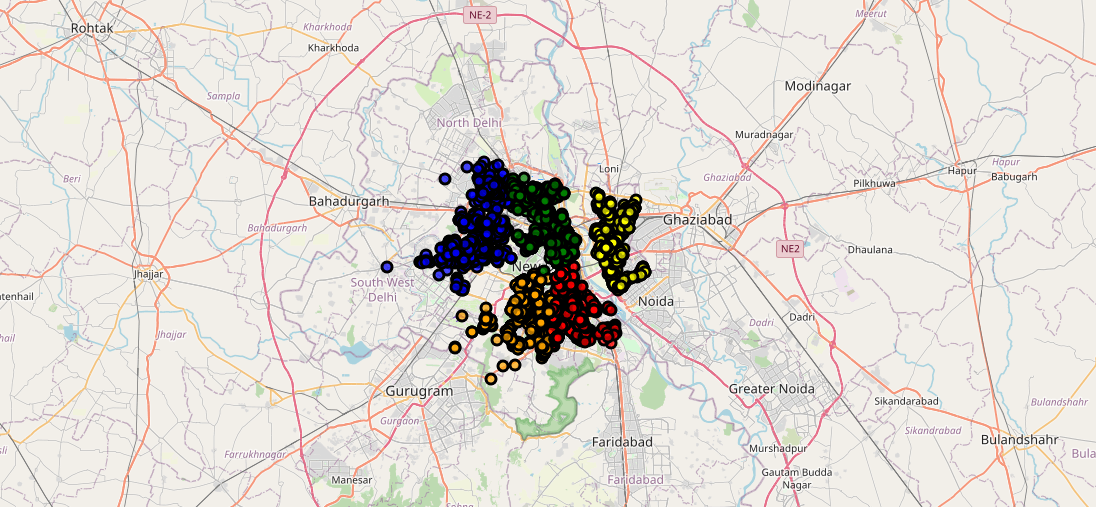 NE-2
Rohtak
Kharkhoda
Meerut
Kharkhoda
Modinagar
Sampla
North Delhi
Muradnagar
Loni
Hapur
Hapur
Babugarh
Beri
Ghaziabad
Pilkhuwa
Bahadurgarh
Ghaziabad
Bahadurgarh
NE2
Dhaulana
New
Jhajjar
South West
Delhi
Noida
Dadri
Dadri
Jhajjar
Gurugram
Greater Noida
Sikandarabad
Bulandshahr
Gurgaon
Sikandrabad
Faridabad
Bulandshahr
Farrukhnagar
Murshadpur
Gautam Budda
Nagar
Manesar
Faridabad